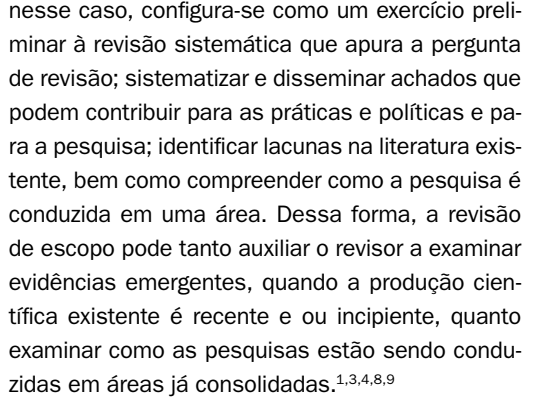 nesse caso, configura-se como um exercício preli-
minar à revisão sistemática que apura a pergunta
de revisão; sistematizar e disseminar achados que
podem contribuir para as práticas e políticas e pa-
ra a pesquisa; identificar lacunas na literatura exis-
tente, bem como compreender como a pesquisa é
conduzida em uma área. Dessa forma, a revisão
de escopo pode tanto auxiliar o revisor a examinar
evidências emergentes, quando a produção cien-
tífica existente é recente e ou incipiente, quanto
examinar como as pesquisas estão sendo condu-
zidas em áreas já consolidadas.1,3,4,8,9